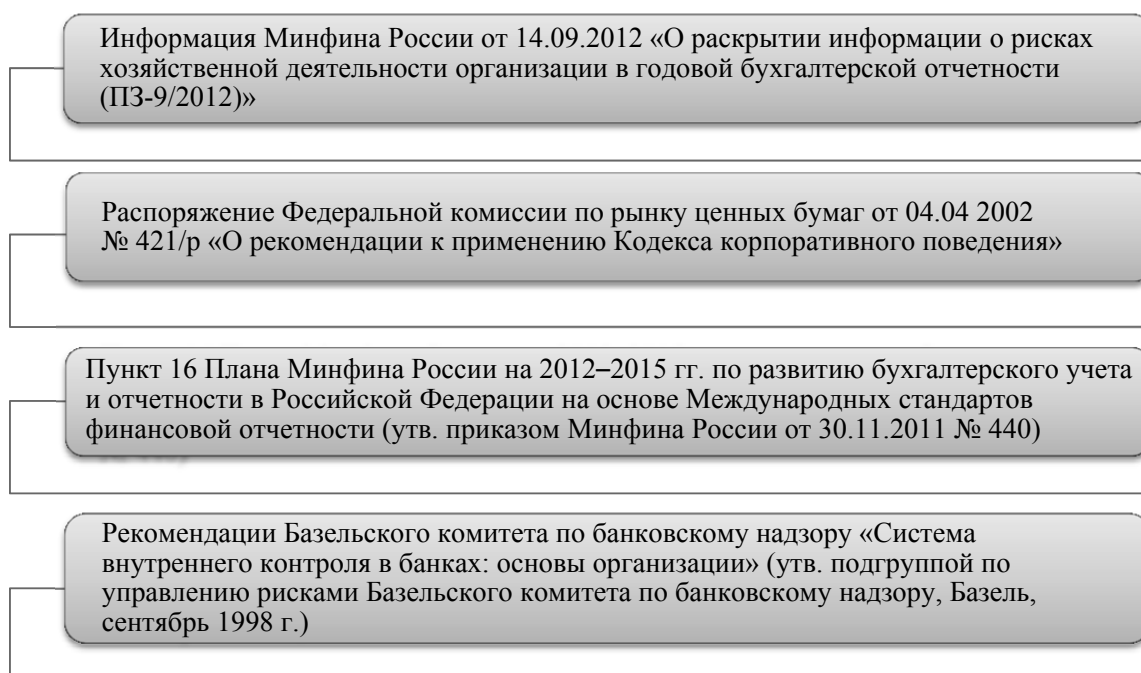 Информация Минфина России от 14.09.2012 «О раскрытии информации о рисках
хозяйственной деятельности организации в годовой бухгалтерской отчетности
(ПЗ-9/2012)»
Распоряжение Федеральной комиссии по рынку ценных бумаг от 04.04 2002
№ 421/р «О рекомендации к применению Кодекса корпоративного поведения»
Пункт 16 Плана Минфина России на 2012–2015 гг. по развитию бухгалтерского учета
и отчетности в Российской Федерации на основе Международных стандартов
финансовой отчетности (утв. приказом Минфина России от 30.11.2011 № 440)
Рекомендации Базельского комитета по банковскому надзору «Система
внутреннего контроля в банках: основы организации» (утв. подгруппой по
управлению рисками Базельского комитета по банковскому надзору, Базель,
сентябрь 1998 г.)